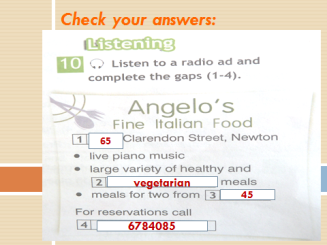 Check your answers:
Listening
10 Listen to a radio ad and
complete the gaps (1-4).
Angelo's
Fine Italian Food
1 65 Clarendon Street, Newton
• live piano music
• large variety of healthy and
2 vegetarian meals
• meals for two from 3 45
For reservations call
4 6784085